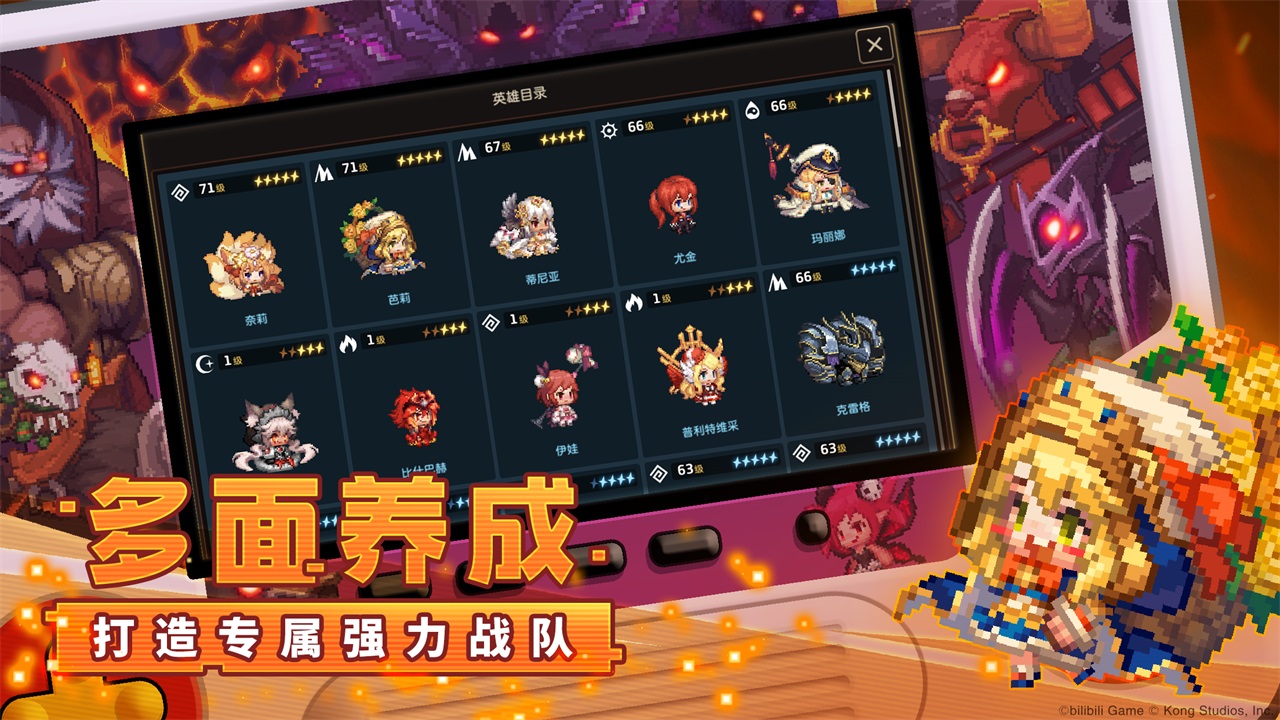 英雄目录
71级
71级
67级
66级
66级
奈莉
芭莉
蒂尼亚
尤金
玛丽娜
1级
1级
1级
1级
66级
比什巴赫
伊娃
普利特维采
克雷格
63级
63级
多面养成
打造专属强力战队
©bilibili Game © Kong Studios, Inc.